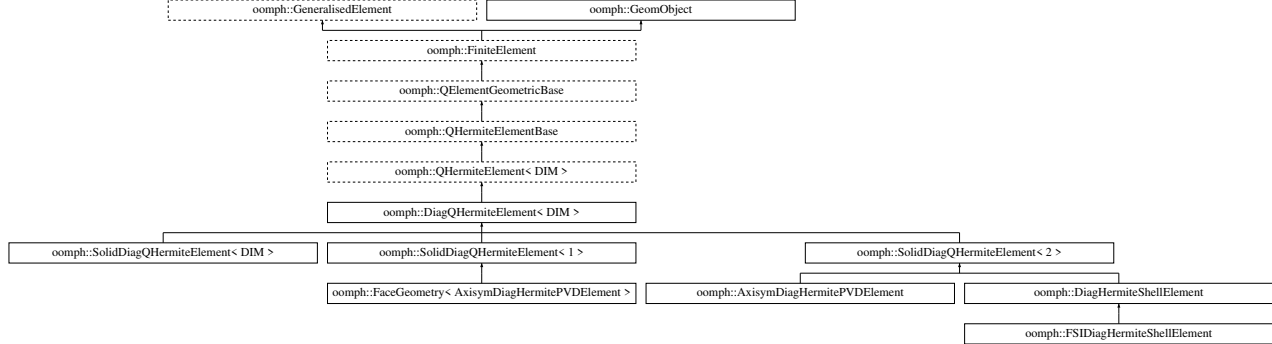 oomph::GeneralisedElement
oomph::GeomObject
oomph::FiniteElement
oomph::QElementGeometricBase
oomph::QHermiteElementBase
oomph::QHermiteElement< DIM >
oomph::DiagQHermiteElement< DIM >
oomph::SolidDiagQHermiteElement< DIM >
oomph::SolidDiagQHermiteElement< 1 >
oomph::SolidDiagQHermiteElement< 2 >
oomph::FaceGeometry< AxisymDiagHermitePVDElement >
oomph::AxisymDiagHermitePVDElement
oomph::DiagHermiteShellElement
oomph::FSIDiagHermiteShellElement